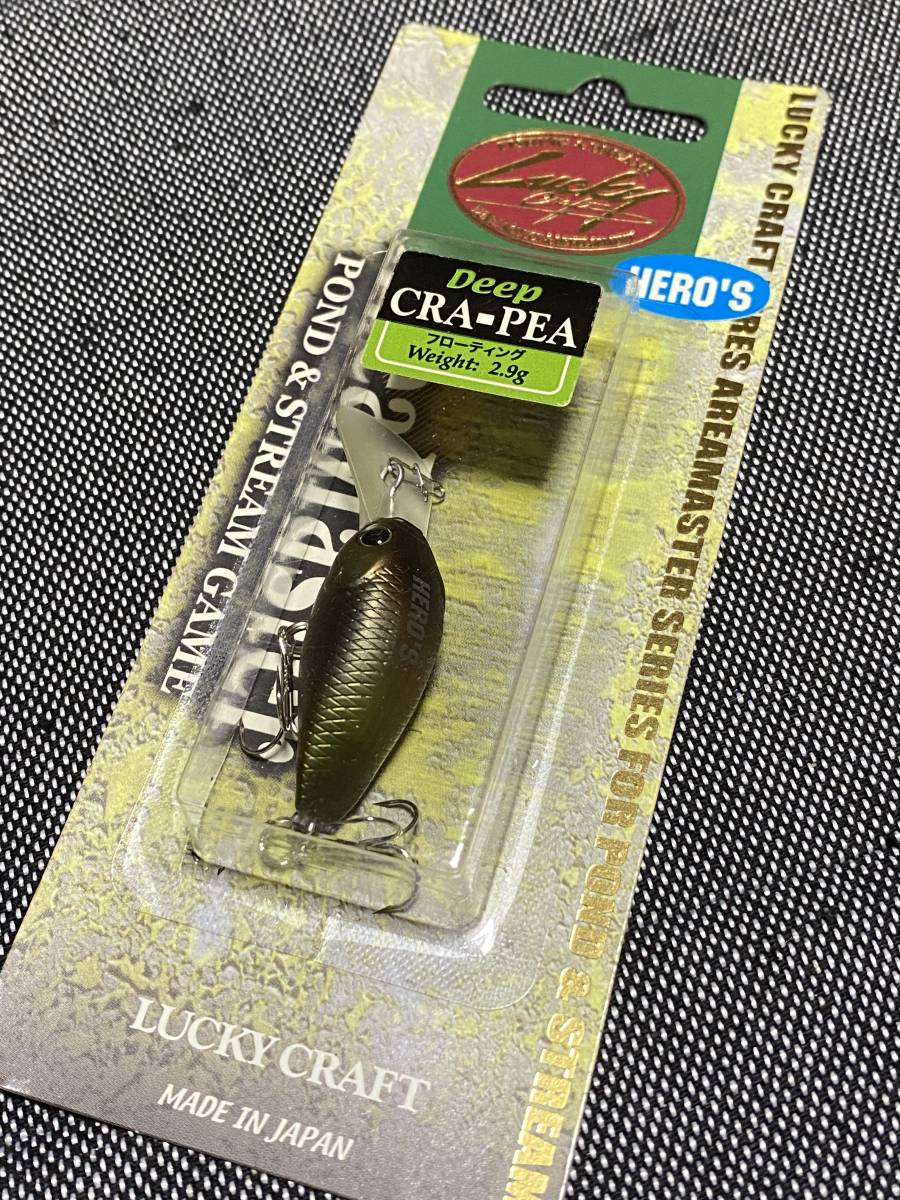 Lucky
Craft
HERO'S
Deep
CRA-PEA
フローティング
Weight: 2.9g
POND & STREAM GAME
HERO'S
LUCKY CRAFT
AREAMASTER SERIES FOR POND & STREAM
LUCKY CRAFT
MADE IN JAPAN